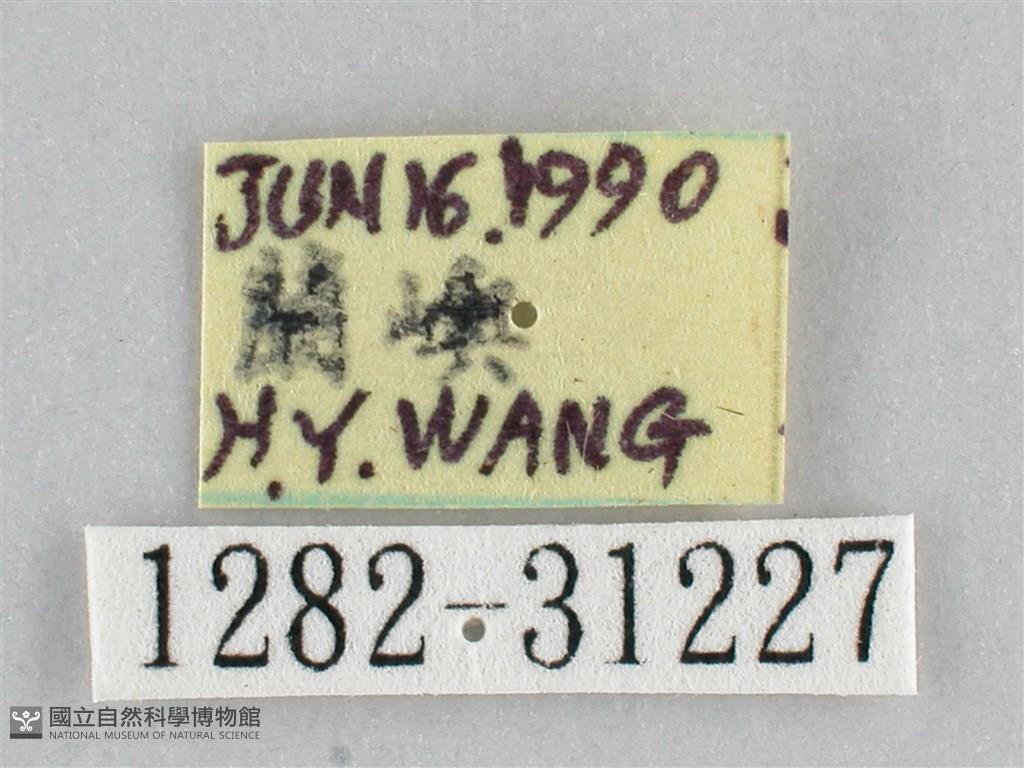 JUN 16. 1990
H.Y. WANG
1282-31227
國立自然科學博物館
NATIONAL MUSEUM OF NATURAL SCIENCE